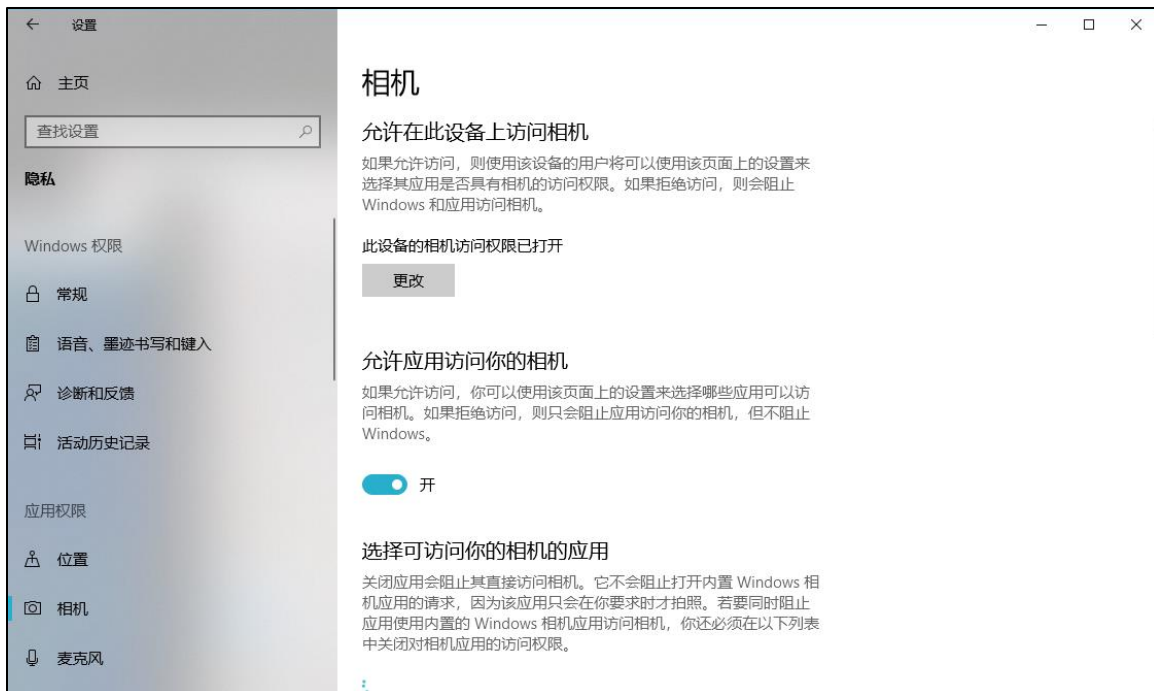 设置
主页
查找设置
隐私
Windows 权限
常规
语音、墨迹书写和键入
诊断和反馈
活动历史记录
应用权限
位置
相机
麦克风
相机
允许在此设备上访问相机
如果允许访问，则使用该设备的用户将可以使用该页面上的设置来
选择其应用是否具有相机的访问权限。如果拒绝访问，则会阻止
Windows 和应用访问相机。
此设备的相机访问权限已打开
更改
允许应用访问你的相机
如果允许访问，你可以使用该页面上的设置来选择哪些应用可以访
问相机。如果拒绝访问，则只会阻止应用访问你的相机，但不阻止
Windows。
开
选择可访问你的相机的应用
关闭应用会阻止其直接访问相机。它不会阻止打开内置 Windows 相
机应用的请求，因为该应用只会在你要求时才拍照。若要同时阻止
应用使用内置的 Windows 相机应用访问相机，你还必须在以下列表
中关闭对相机应用的访问权限。